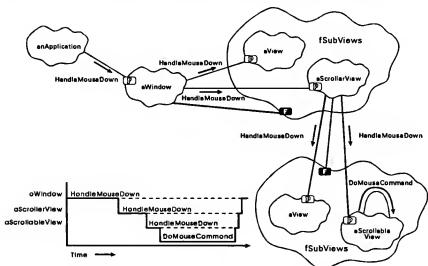 anApplication
HandleMouseDown
P
aWindow
HandleMouseDown
HandleMouseDown
aView
P
fSubViews
aScrollerView
P
F
HandleMouseDown
HandleMouseDown
F
DoMouseCommand
aView
P
aScrollable
View
P
fSubViews
aWindow
HandleMouseDown
aScrollerView
HandleMouseDown
aScrollableView
HandleMouseDown
DoMouseCommand
Time